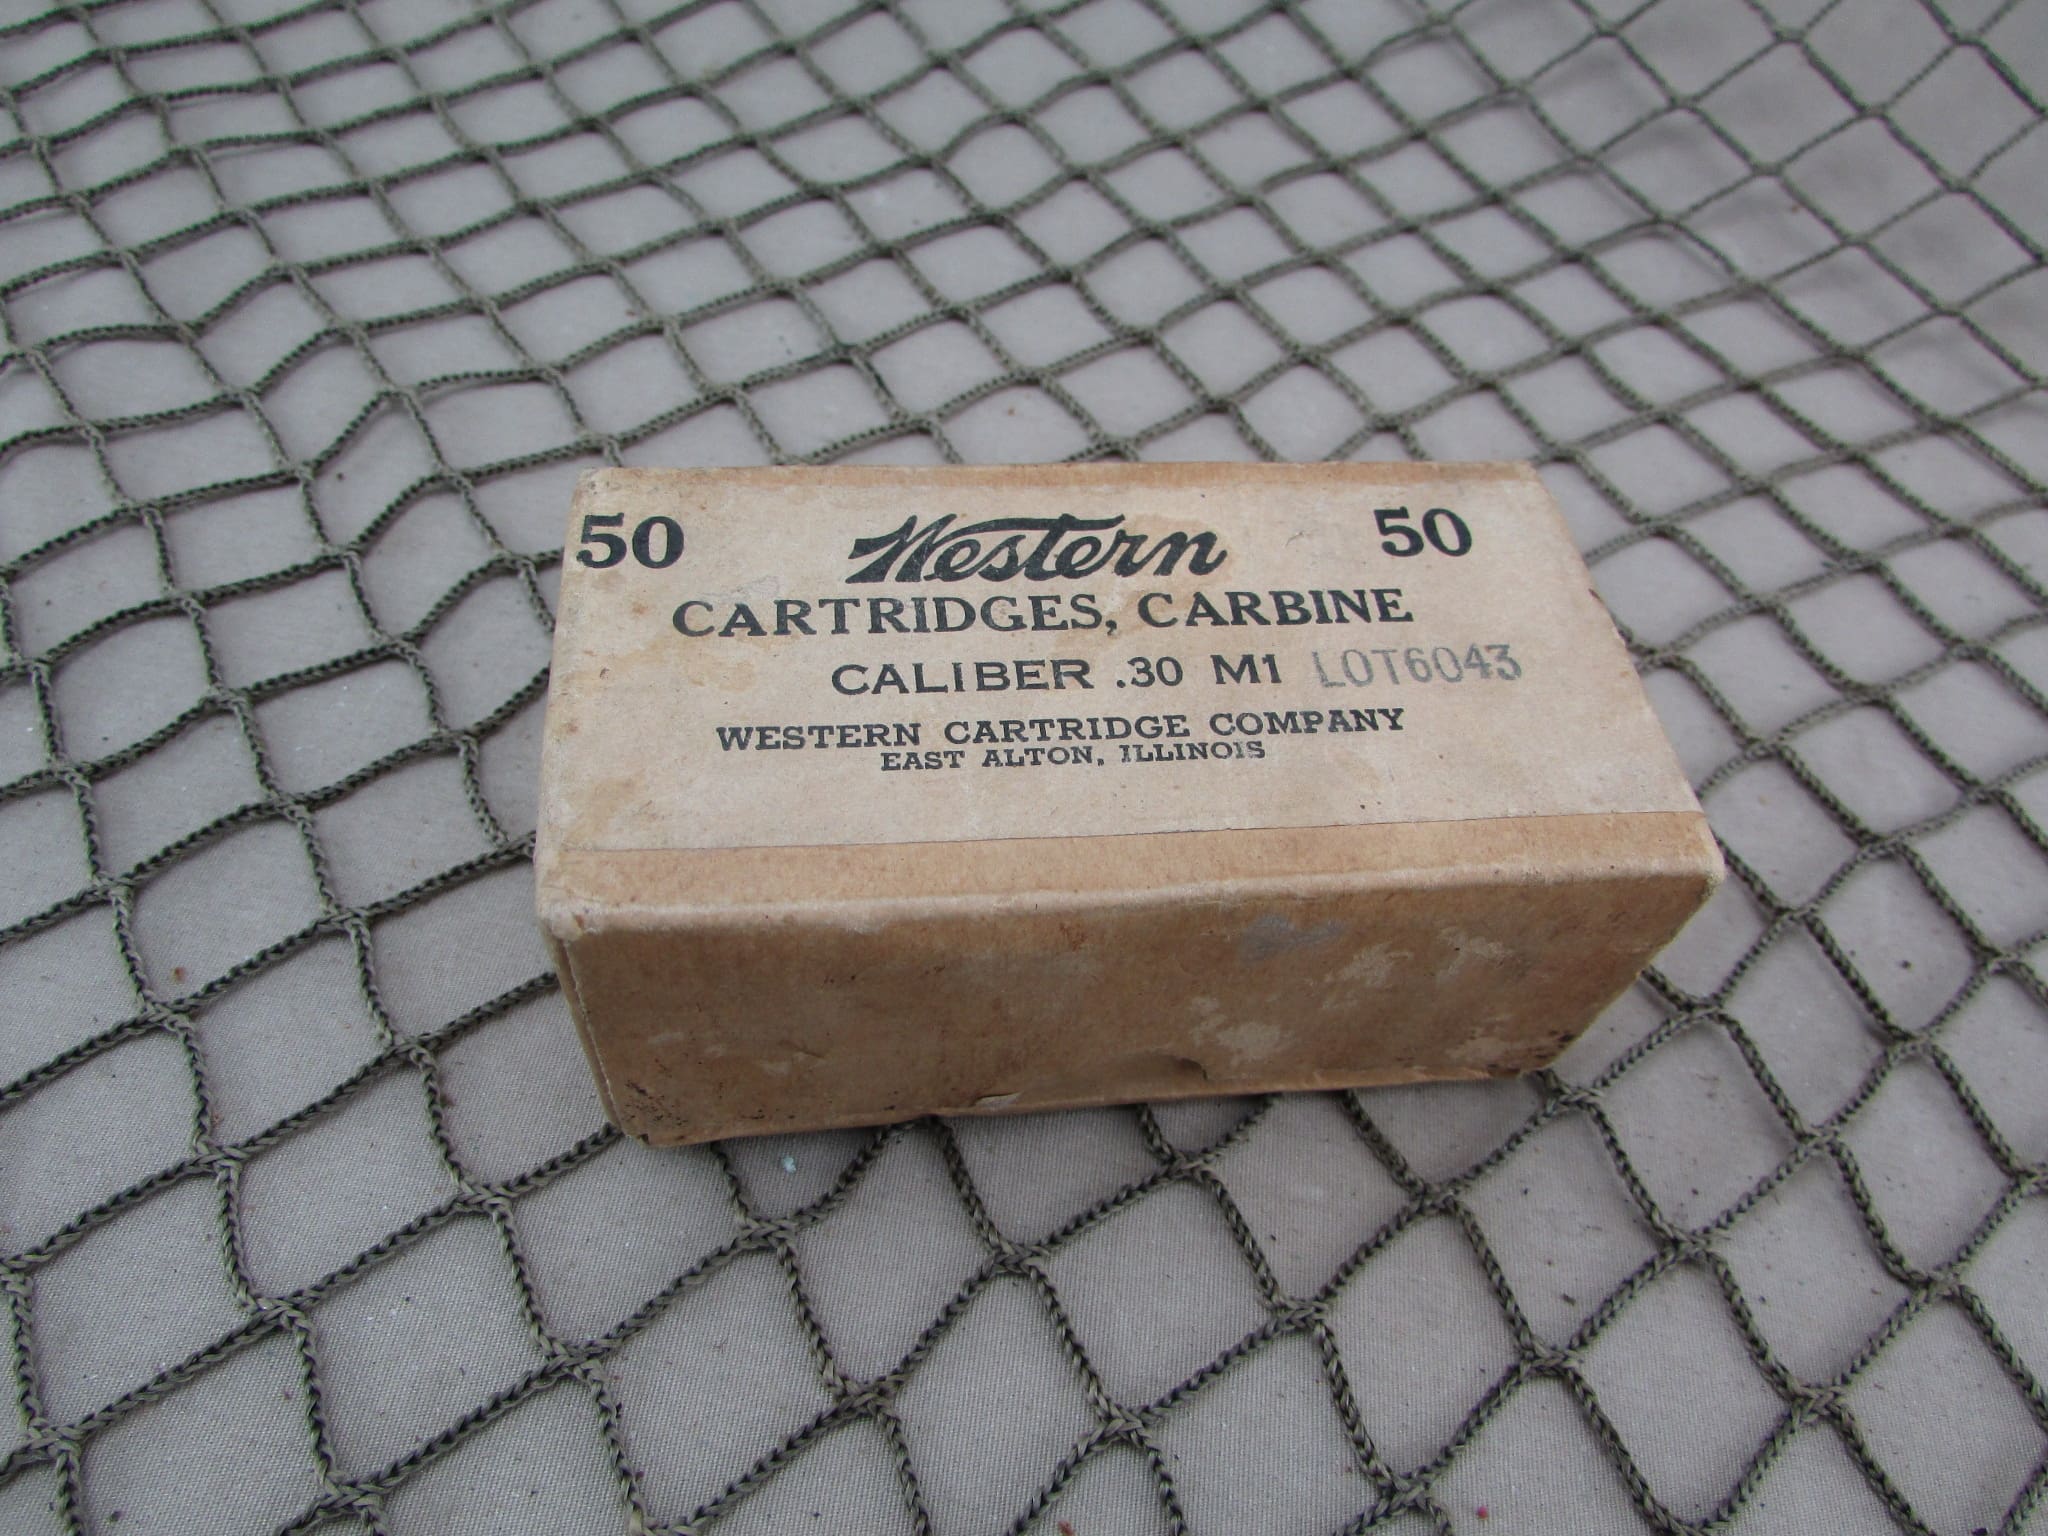 50 Western 50
CARTRIDGES, CARBINE
CALIBER .30 M1 LOT6043
WESTERN CARTRIDGE COMPANY
EAST ALTON, ILLINOIS